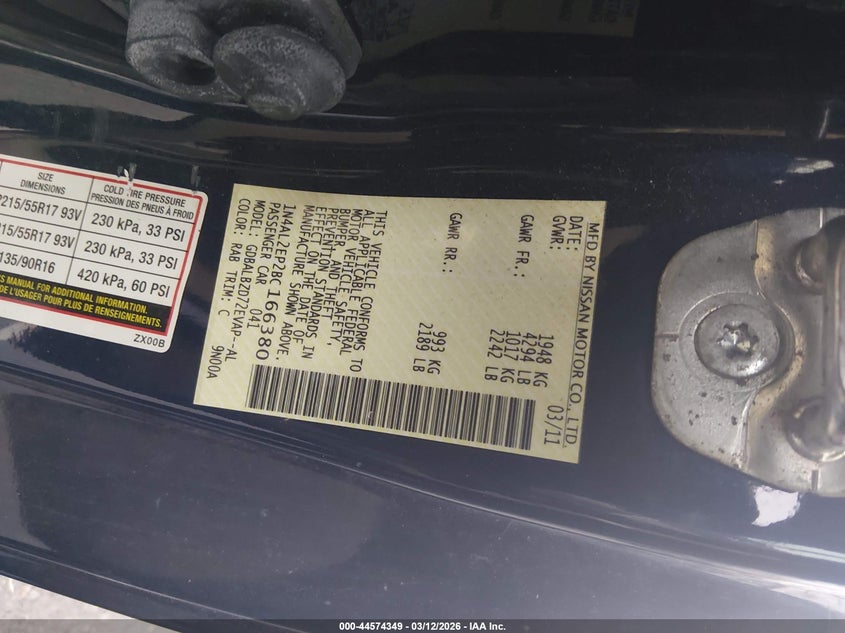 SIZE
DIMENSIONS
COLD TIRE PRESSURE
PRESSION DES PNEUS À FROID
215/55R17 93V
230 kPa, 33 PSI
215/55R17 93V
230 kPa, 33 PSI
135/90R16
420 kPa, 60 PSI
MANUAL FOR ADDITIONAL INFORMATION.
DE L'USAGER POUR PLUS DE RENSEIGNEMENTS.
ZX00B
MFD BY NISSAN MOTOR CO., LTD.
DATE: 03/11
GVWR: 1948 KG
4294 LB
GAWR FR.: 1017 KG
2242 LB
GAWR RR.: 993 KG
2189 LB
THIS VEHICLE CONFORMS TO
ALL APPLICABLE FEDERAL
MOTOR VEHICLE SAFETY,
BUMPER, AND THEFT
PREVENTION STANDARDS IN
EFFECT ON THE DATE OF
MANUFACTURE SHOWN ABOVE.
1N4AL2EP2BC166380
PASSENGER CAR 043
MODEL: GDBALBZD72EVAP--AL
COLOR: RAB TRIM: C 9N00A
000-44574349 - 03/12/2026 - IAA Inc.